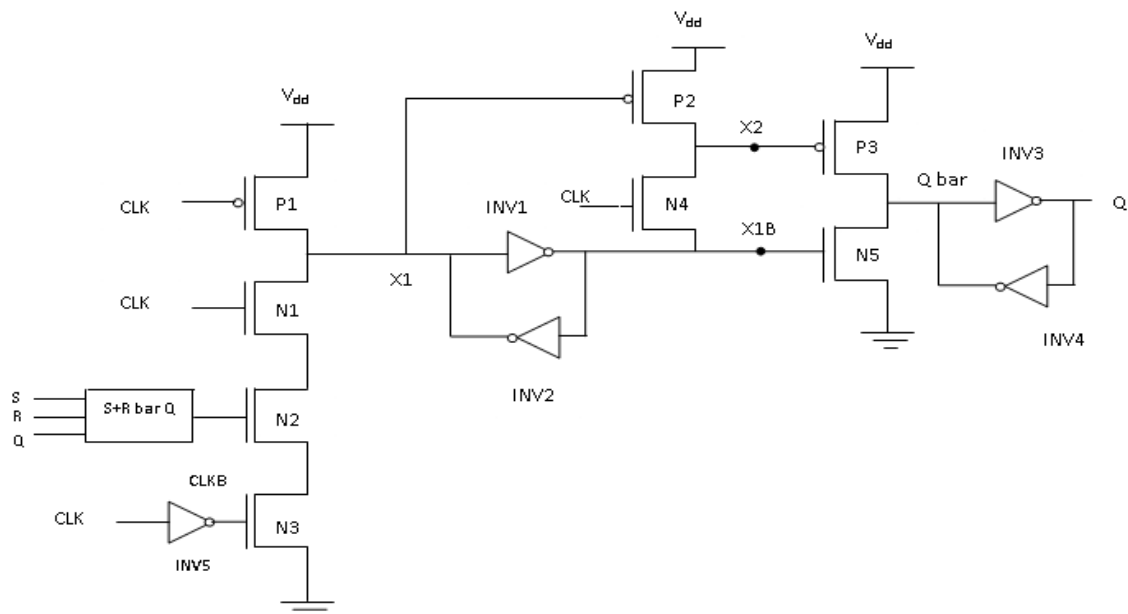 Vdd
Vdd
Vdd
P2
X2
P3
INV3
CLK
P1
CLK
N4
Q bar
Q
INV1
X1B
N5
X1
CLK
N1
INV4
INV2
S
R
Q
S+R bar Q
N2
CLKB
CLK
N3
INV5